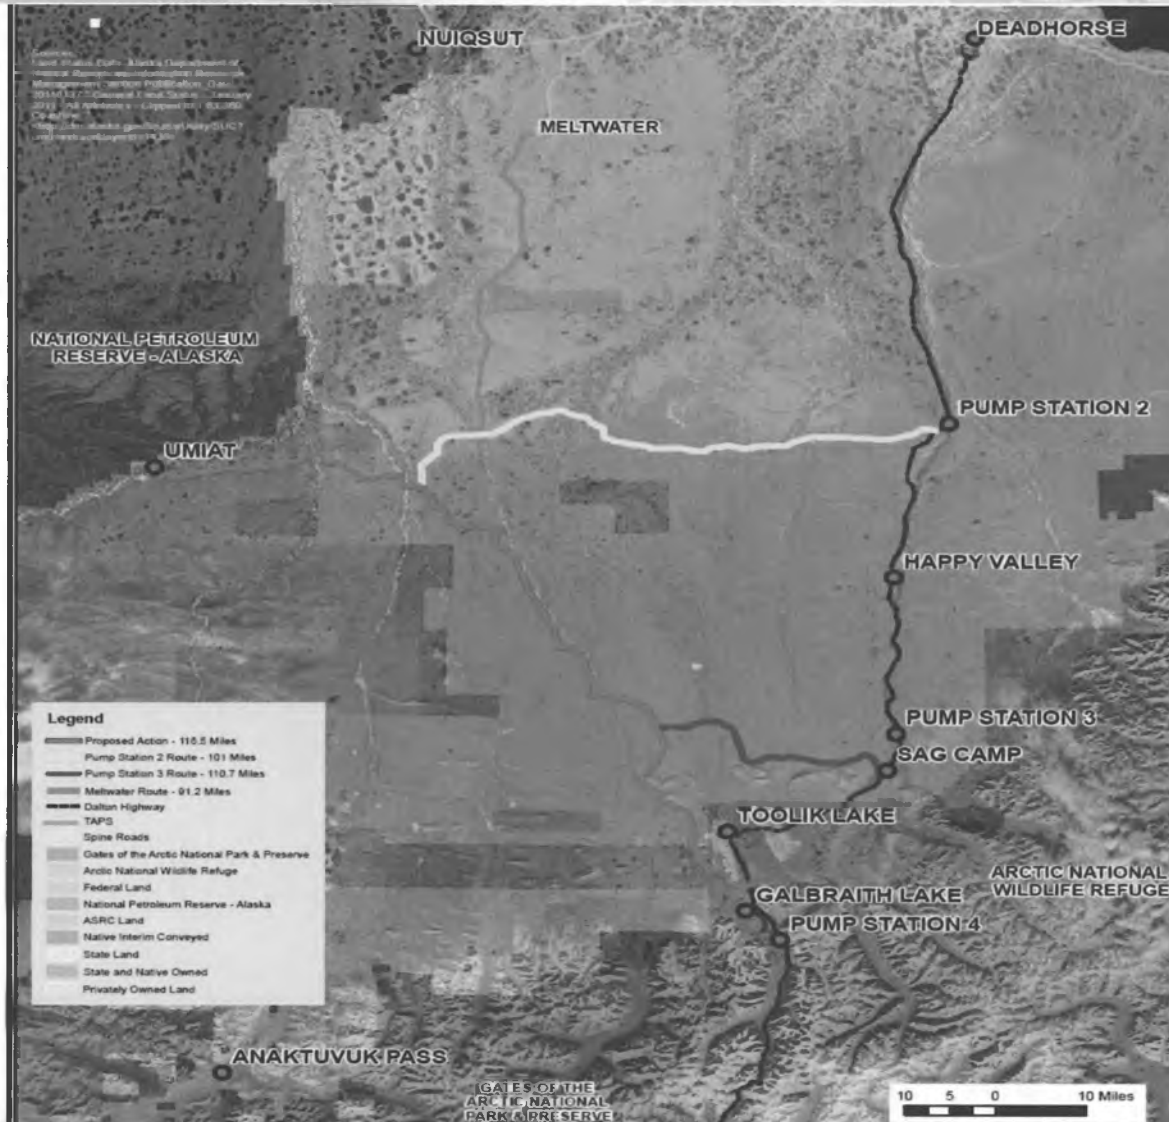 NUIQSUT
DEADHORSE
MELTWATER
NATIONAL PETROLEUM
RESERVE - ALASKA
PUMP STATION 2
UMIAT
HAPPY VALLEY
PUMP STATION 3
SAG CAMP
TOOLIK LAKE
ARCTIC NATIONAL
WILDLIFE REFUGE
GALBRAITH LAKE
PUMP STATION 4
ANAKTUVUK PASS
GATES OF THE
ARCTIC NATIONAL
PARK & PRESERVE
Legend
Proposed Action - Miles
Pump Station 2 Route - 101 Miles
Pump Station 3 Route - 110.7 Miles
Meltwater Route - 91.2 Miles
Dalton Highway
TAPS
Spine Roads
Gates of the Arctic National Park & Preserve
Arctic National Wildlife Refuge
Federal Land
National Petroleum Reserve - Alaska
ASRC Land
Native Interim Conveyed
State Land
State and Native Owned
Privately Owned Land
10 5 0 10 Miles